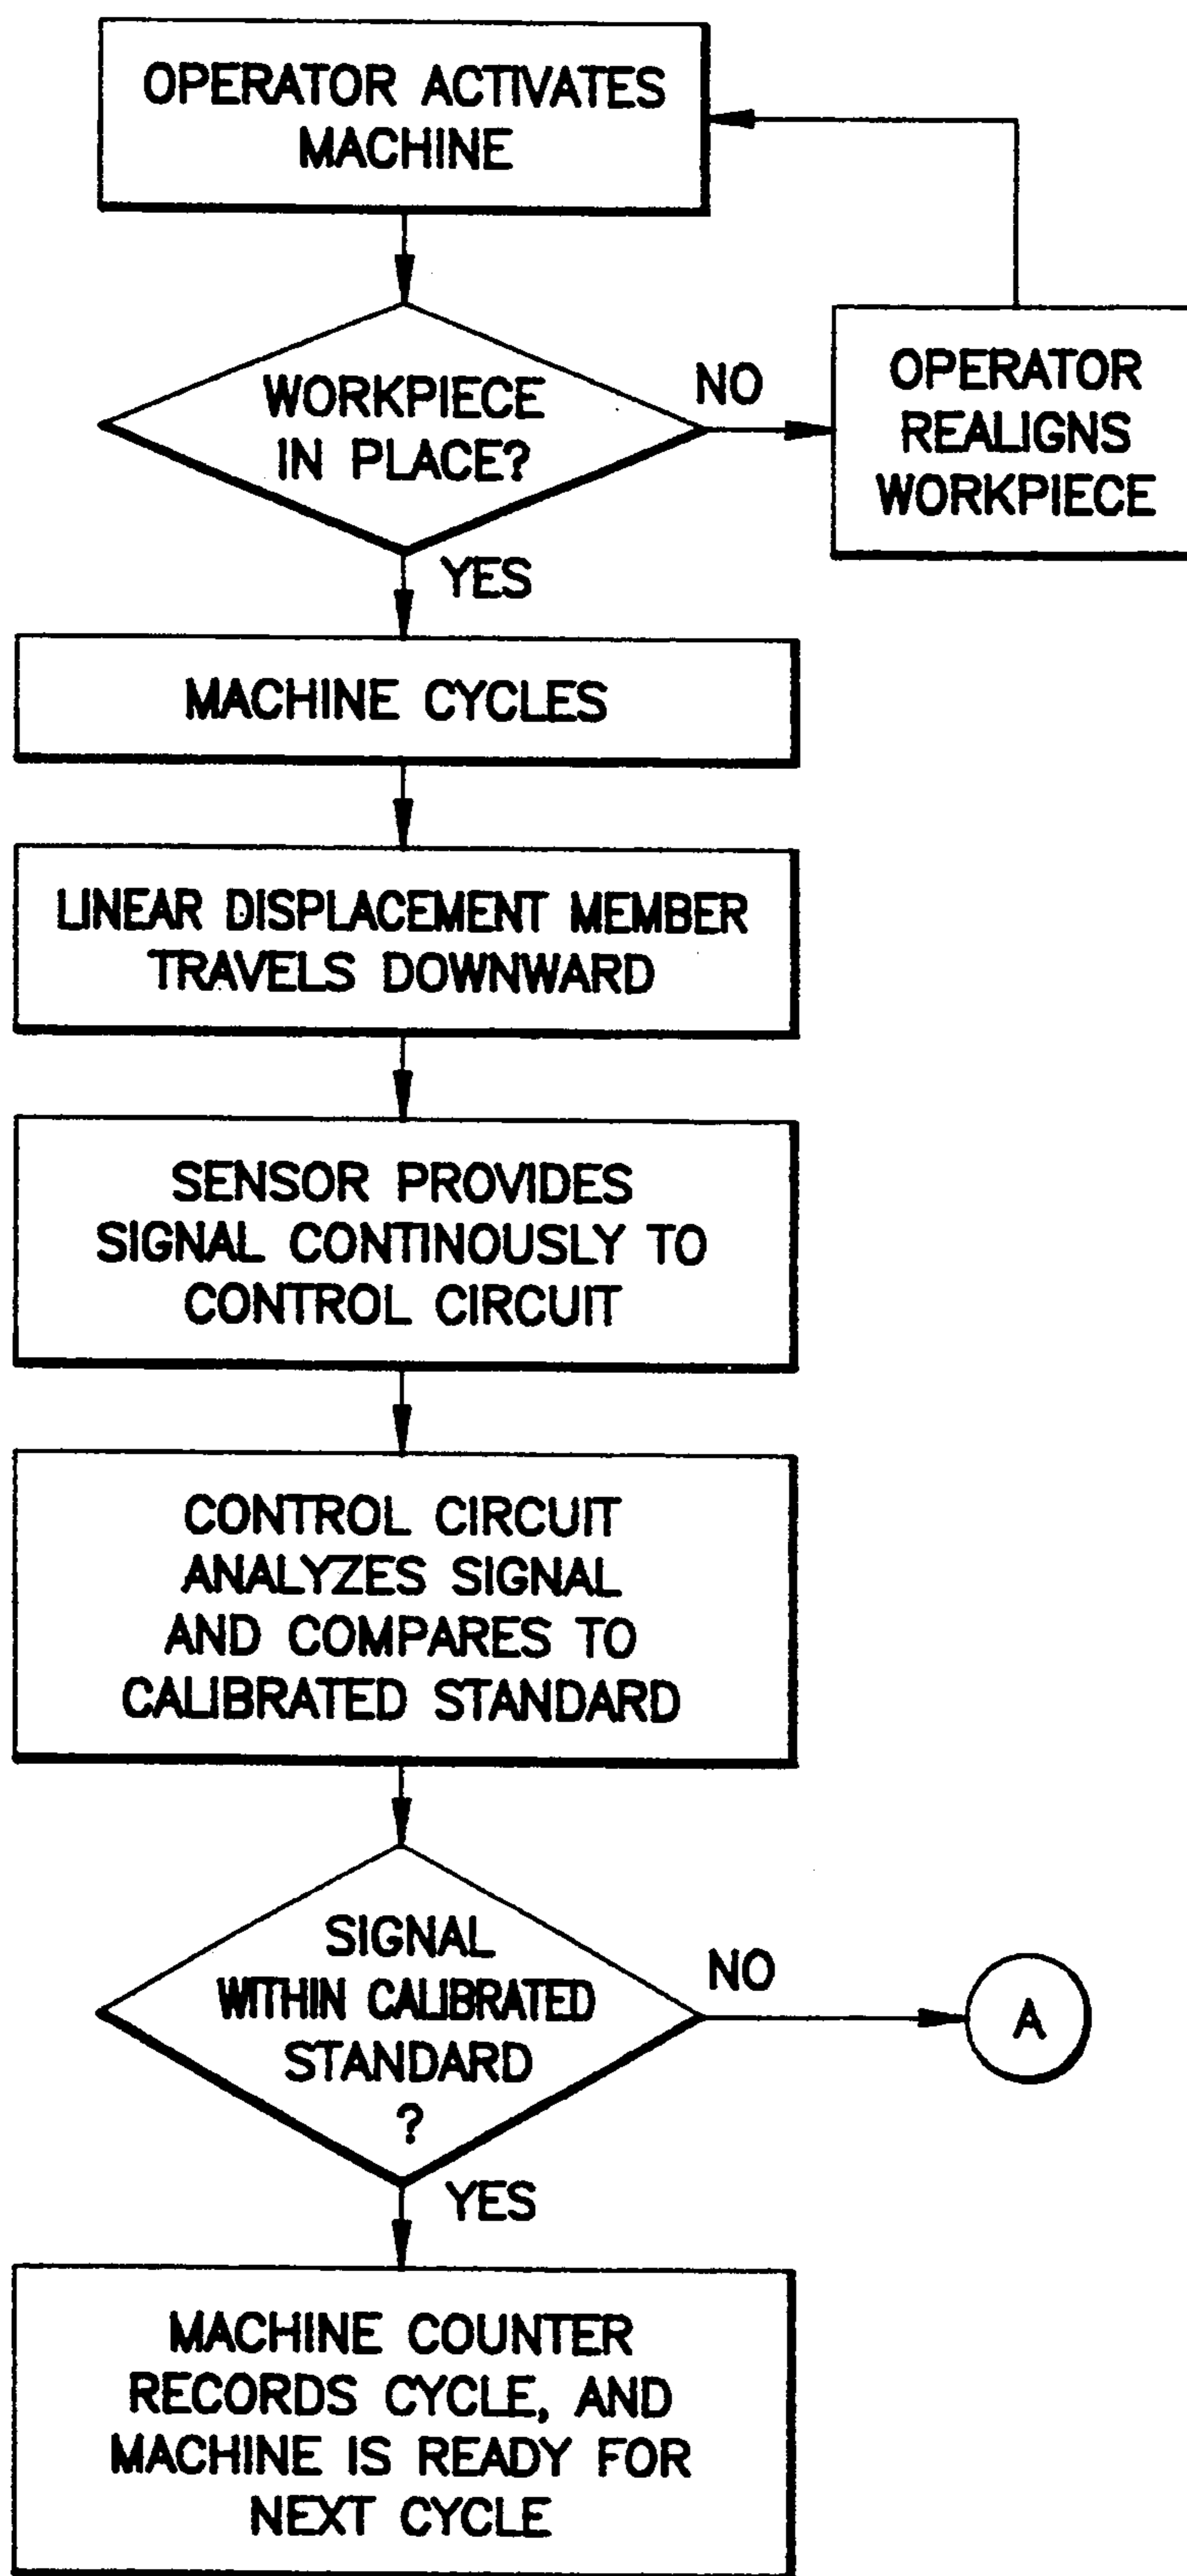 OPERATOR ACTIVATES
MACHINE
WORKPIECE
IN PLACE?
NO
OPERATOR
REALIGNS
WORKPIECE
YES
MACHINE CYCLES
LINEAR DISPLACEMENT MEMBER
TRAVELS DOWNWARD
SENSOR PROVIDES
SIGNAL CONTINOUSLY TO
CONTROL CIRCUIT
CONTROL CIRCUIT
ANALYZES SIGNAL
AND COMPARES TO
CALIBRATED STANDARD
SIGNAL
WITHIN CALIBRATED
STANDARD
?
NO
A
YES
MACHINE COUNTER
RECORDS CYCLE, AND
MACHINE IS READY FOR
NEXT CYCLE